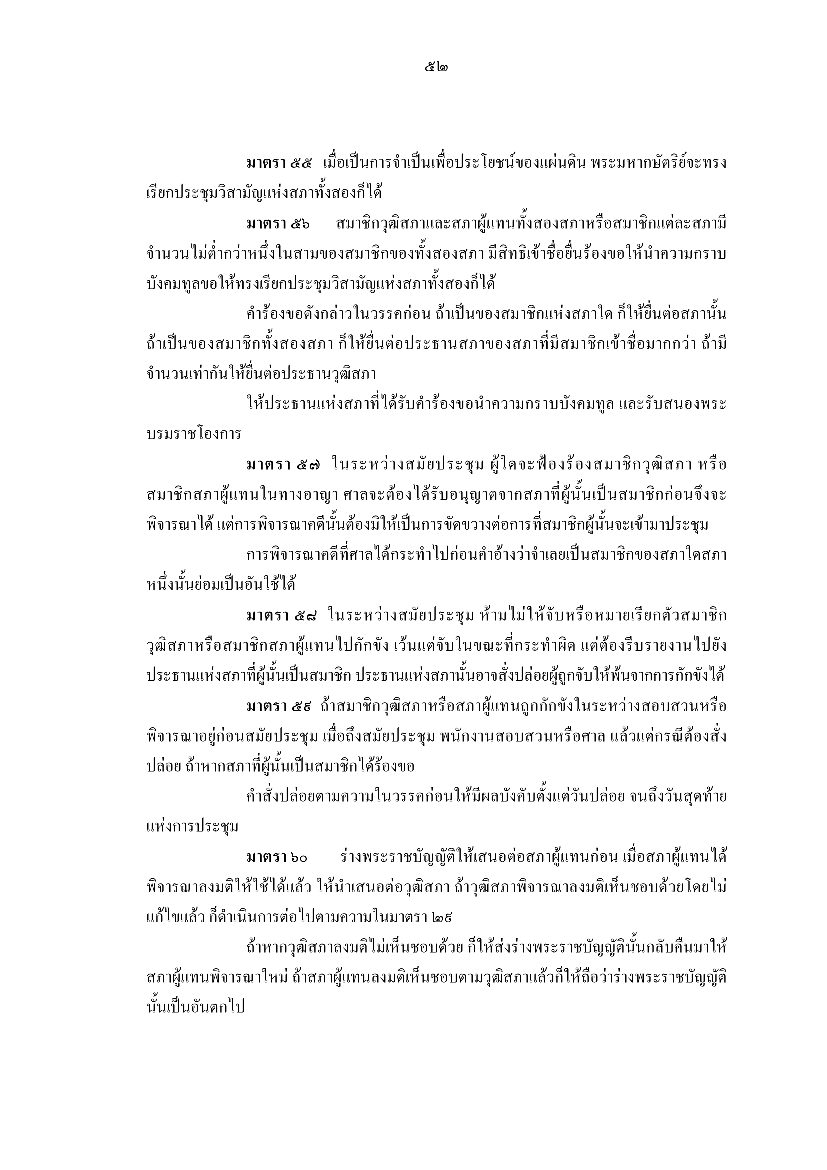 ๕๒
มาตรา ๕๕ เมื่อเป็นการจำเป็นเพื่อประโยชน์ของแผ่นดิน พระมหากษัตริย์จะทรง
เรียกประชุมวิสามัญแห่งสภาทั้งสองก็ได้
มาตรา ๕๖ สมาชิกวุฒิสภาและสภาผู้แทนทั้งสองสภาหรือสมาชิกแต่ละสภามี
จำนวนไม่ต่ำกว่าหนึ่งในสามของสมาชิกของทั้งสองสภา มีสิทธิเข้าชื่อยื่นร้องขอให้นำความกราบ
บังคมทูลขอให้ทรงเรียกประชุมวิสามัญแห่งสภาทั้งสองก็ได้
คำร้องขอดังกล่าวในวรรคก่อน ถ้าเป็นของสมาชิกแห่งสภาใด ก็ให้ยื่นต่อสภานั้น
ถ้าเป็นของสมาชิกทั้งสองสภา ก็ให้ยื่นต่อประธานสภาของสภาที่มีสมาชิกเข้าชื่อมากกว่า ถ้ามี
จำนวนเท่ากันให้ยื่นต่อประธานวุฒิสภา
ให้ประธานแห่งสภาที่ได้รับคำร้องขอนำความกราบบังคมทูล และรับสนองพระ
บรมราชโองการ
มาตรา ๕๗ ในระหว่างสมัยประชุม ผู้ใดจะฟ้องร้องสมาชิกวุฒิสภา หรือ
สมาชิกสภาผู้แทนในทางอาญา ศาลจะต้องได้รับอนุญาตจากสภาที่ผู้นั้นเป็นสมาชิกก่อนจึงจะ
พิจารณาได้ แต่การพิจารณาคดีนั้นต้องมิให้เป็นการขัดขวางต่อการที่สมาชิกผู้นั้นจะเข้ามาประชุม
การพิจารณาคดีที่ศาลได้กระทำไปก่อนคำอ้างว่าจำเลยเป็นสมาชิกของสภาใดสภา
หนึ่งนั้นย่อมเป็นอันใช้ได้
มาตรา ๕๘ ในระหว่างสมัยประชุม ห้ามไม่ให้จับหรือหมายเรียกตัวสมาชิก
วุฒิสภาหรือสมาชิกสภาผู้แทนไปกักขัง เว้นแต่จับในขณะที่กระทำผิด แต่ต้องรีบรายงานไปยัง
ประธานแห่งสภาที่ผู้นั้นเป็นสมาชิก ประธานแห่งสภานั้นอาจสั่งปล่อยผู้ถูกจับให้พ้นจากการกักขังได้
มาตรา ๕๙ ถ้าสมาชิกวุฒิสภาหรือสภาผู้แทนถูกกักขังในระหว่างสอบสวนหรือ
พิจารณาอยู่ก่อนสมัยประชุม เมื่อถึงสมัยประชุม พนักงานสอบสวนหรือศาล แล้วแต่กรณีต้องสั่ง
ปล่อย ถ้าหากสภาที่ผู้นั้นเป็นสมาชิกได้ร้องขอ
คำสั่งปล่อยตามความในวรรคก่อนให้มีผลบังคับตั้งแต่วันปล่อย จนถึงวันสุดท้าย
แห่งการประชุม
มาตรา ๖๐ ร่างพระราชบัญญัติให้เสนอต่อสภาผู้แทนก่อน เมื่อสภาผู้แทนได้
พิจารณาลงมติให้ใช้ได้แล้ว ให้นำเสนอต่อวุฒิสภา ถ้าวุฒิสภาพิจารณาลงมติเห็นชอบด้วยโดยไม่
แก้ไขแล้ว ก็ดำเนินการต่อไปตามความในมาตรา ๒๙
ถ้าหากวุฒิสภาลงมติไม่เห็นชอบด้วย ก็ให้ส่งร่างพระราชบัญญัตินั้นกลับคืนมาให้
สภาผู้แทนพิจารณาใหม่ ถ้าสภาผู้แทนลงมติเห็นชอบตามวุฒิสภาแล้วก็ให้ถือว่าร่างพระราชบัญญัติ
นั้นเป็นอันตกไป